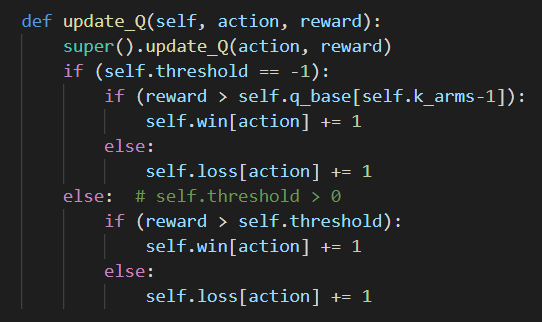 def update_Q(self, action, reward):
    super().update_Q(action, reward)
    if (self.threshold == -1):
        if (reward > self.q_base[self.k_arms-1]):
            self.win[action] += 1
        else:
            self.loss[action] += 1
    else:  # self.threshold > 0
        if (reward > self.threshold):
            self.win[action] += 1
        else:
            self.loss[action] += 1